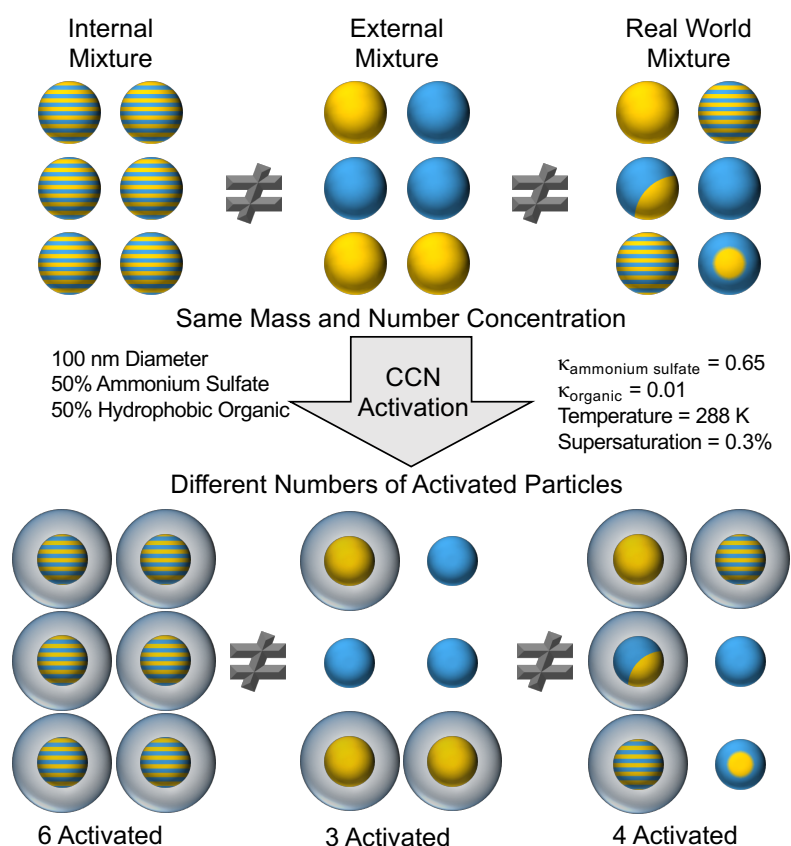 Internal
Mixture
External
Mixture
Real World
Mixture
≠
≠
Same Mass and Number Concentration
100 nm Diameter
50% Ammonium Sulfate
50% Hydrophobic Organic
CCN
Activation
κammonium sulfate = 0.65
κorganic = 0.01
Temperature = 288 K
Supersaturation = 0.3%
Different Numbers of Activated Particles
≠
≠
6 Activated
3 Activated
4 Activated